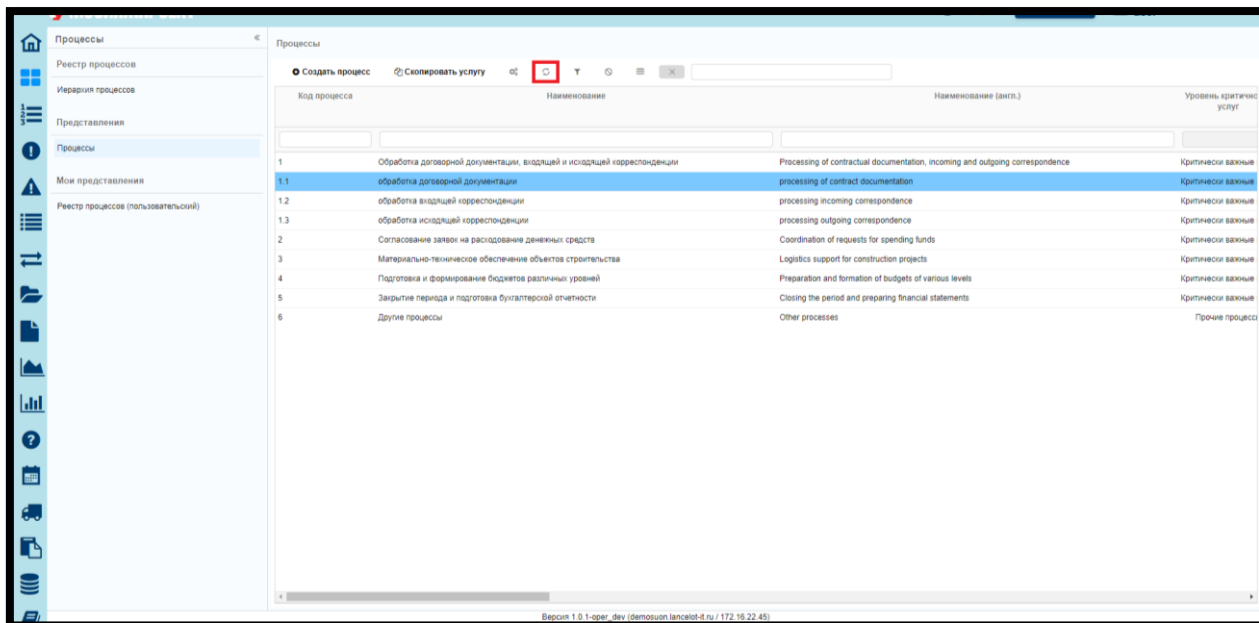 Процессы «
Реестр процессов
Иерархия процессов
Представления
Процессы
Мои представления
Реестр процессов (пользовательский)
Процессы
Создать процесс Скопировать услугу
Код процесса Наименование Наименование (англ.) Уровень критично
услуг
1 Обработка договорной документации, входящей и исходящей корреспонденции Processing of contractual documentation, incoming and outgoing correspondence Критически важные
1.1 обработка договорной документации processing of contract documentation Критически важные
1.2 обработка входящей корреспонденции processing incoming correspondence Критически важные
1.3 обработка исходящей корреспонденции processing outgoing correspondence Критически важные
2 Согласование заявок на расходование денежных средств Coordination of requests for spending funds Критически важные
3 Материально-техническое обеспечение объектов строительства Logistics support for construction projects Критически важные
4 Подготовка и формирование бюджетов различных уровней Preparation and formation of budgets of various levels Критически важные
5 Закрытие периода и подготовка бухгалтерской отчетности Closing the period and preparing financial statements Критически важные
6 Другие процессы Other processes Прочие процесс
Версия 1.0.1-oper_dev (demosuon.lancelot-it.ru / 172.16.22.45)